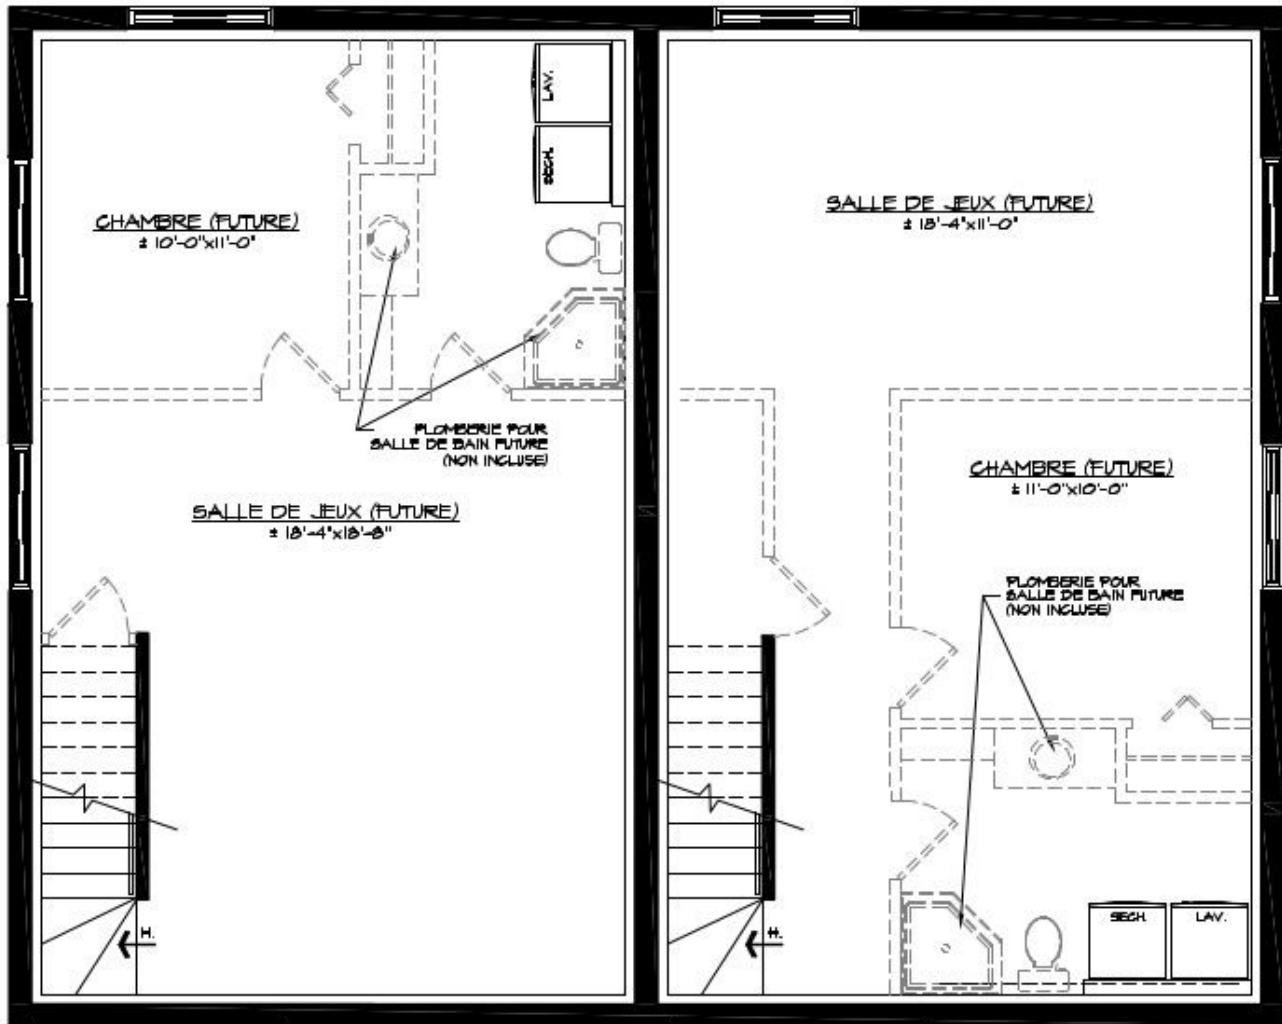 LAV.
SECH.
CHAMBRE (FUTURE)
± 10'-0"x11'-0"
PLOMBERIE POUR
SALLE DE BAIN FUTURE
(NON INCLUSE)
SALLE DE JEUX (FUTURE)
± 18'-4"x18'-8"
H.
SALLE DE JEUX (FUTURE)
± 18'-4"x11'-0"
CHAMBRE (FUTURE)
± 11'-0"x10'-0"
PLOMBERIE POUR
SALLE DE BAIN FUTURE
(NON INCLUSE)
SECH.
LAV.
H.